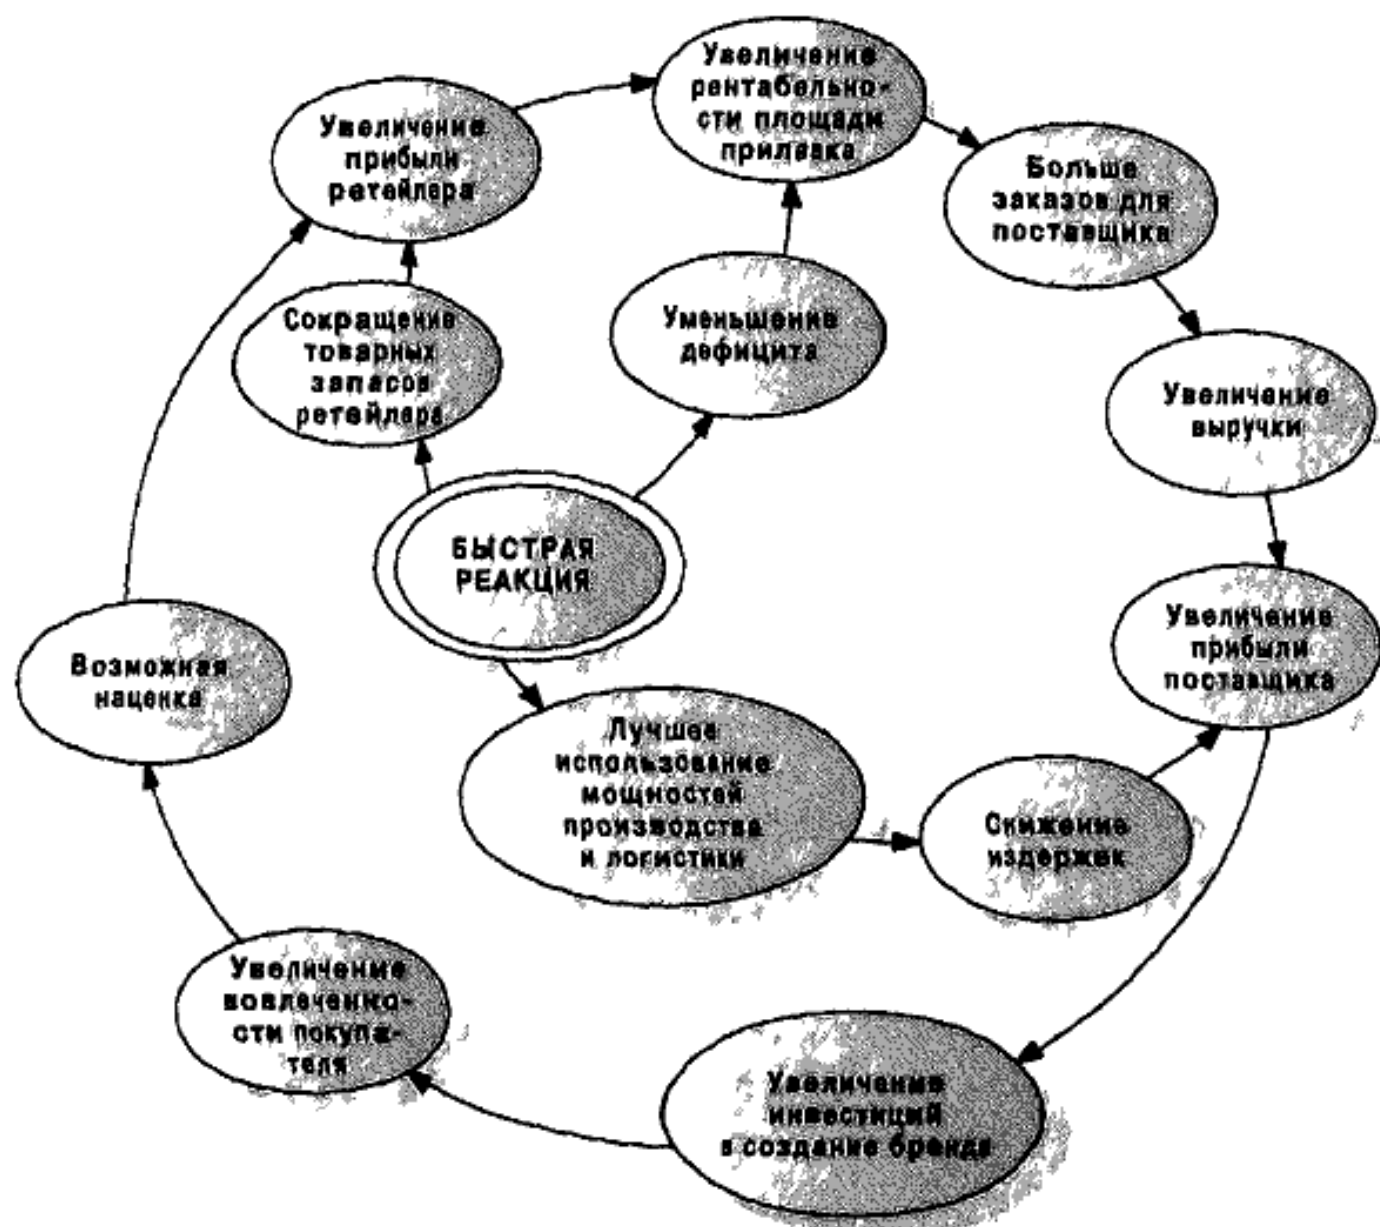 Увеличение
рентабельно-
сти площади
прилавка
Увеличение
прибыли
ретейлера
Больше
заказов для
поставщика
Сокращение
товарных
запасов
ретейлера
Уменьшение
дефицита
Увеличение
выручки
БЫСТРАЯ
РЕАКЦИЯ
Увеличение
прибыли
поставщика
Возможная
наценка
Лучшее
использование
мощностей
производства
и логистики
Снижение
издержек
Увеличение
вовлеченно-
сти покупа-
теля
Увеличение
инвестиций
в создание бренда